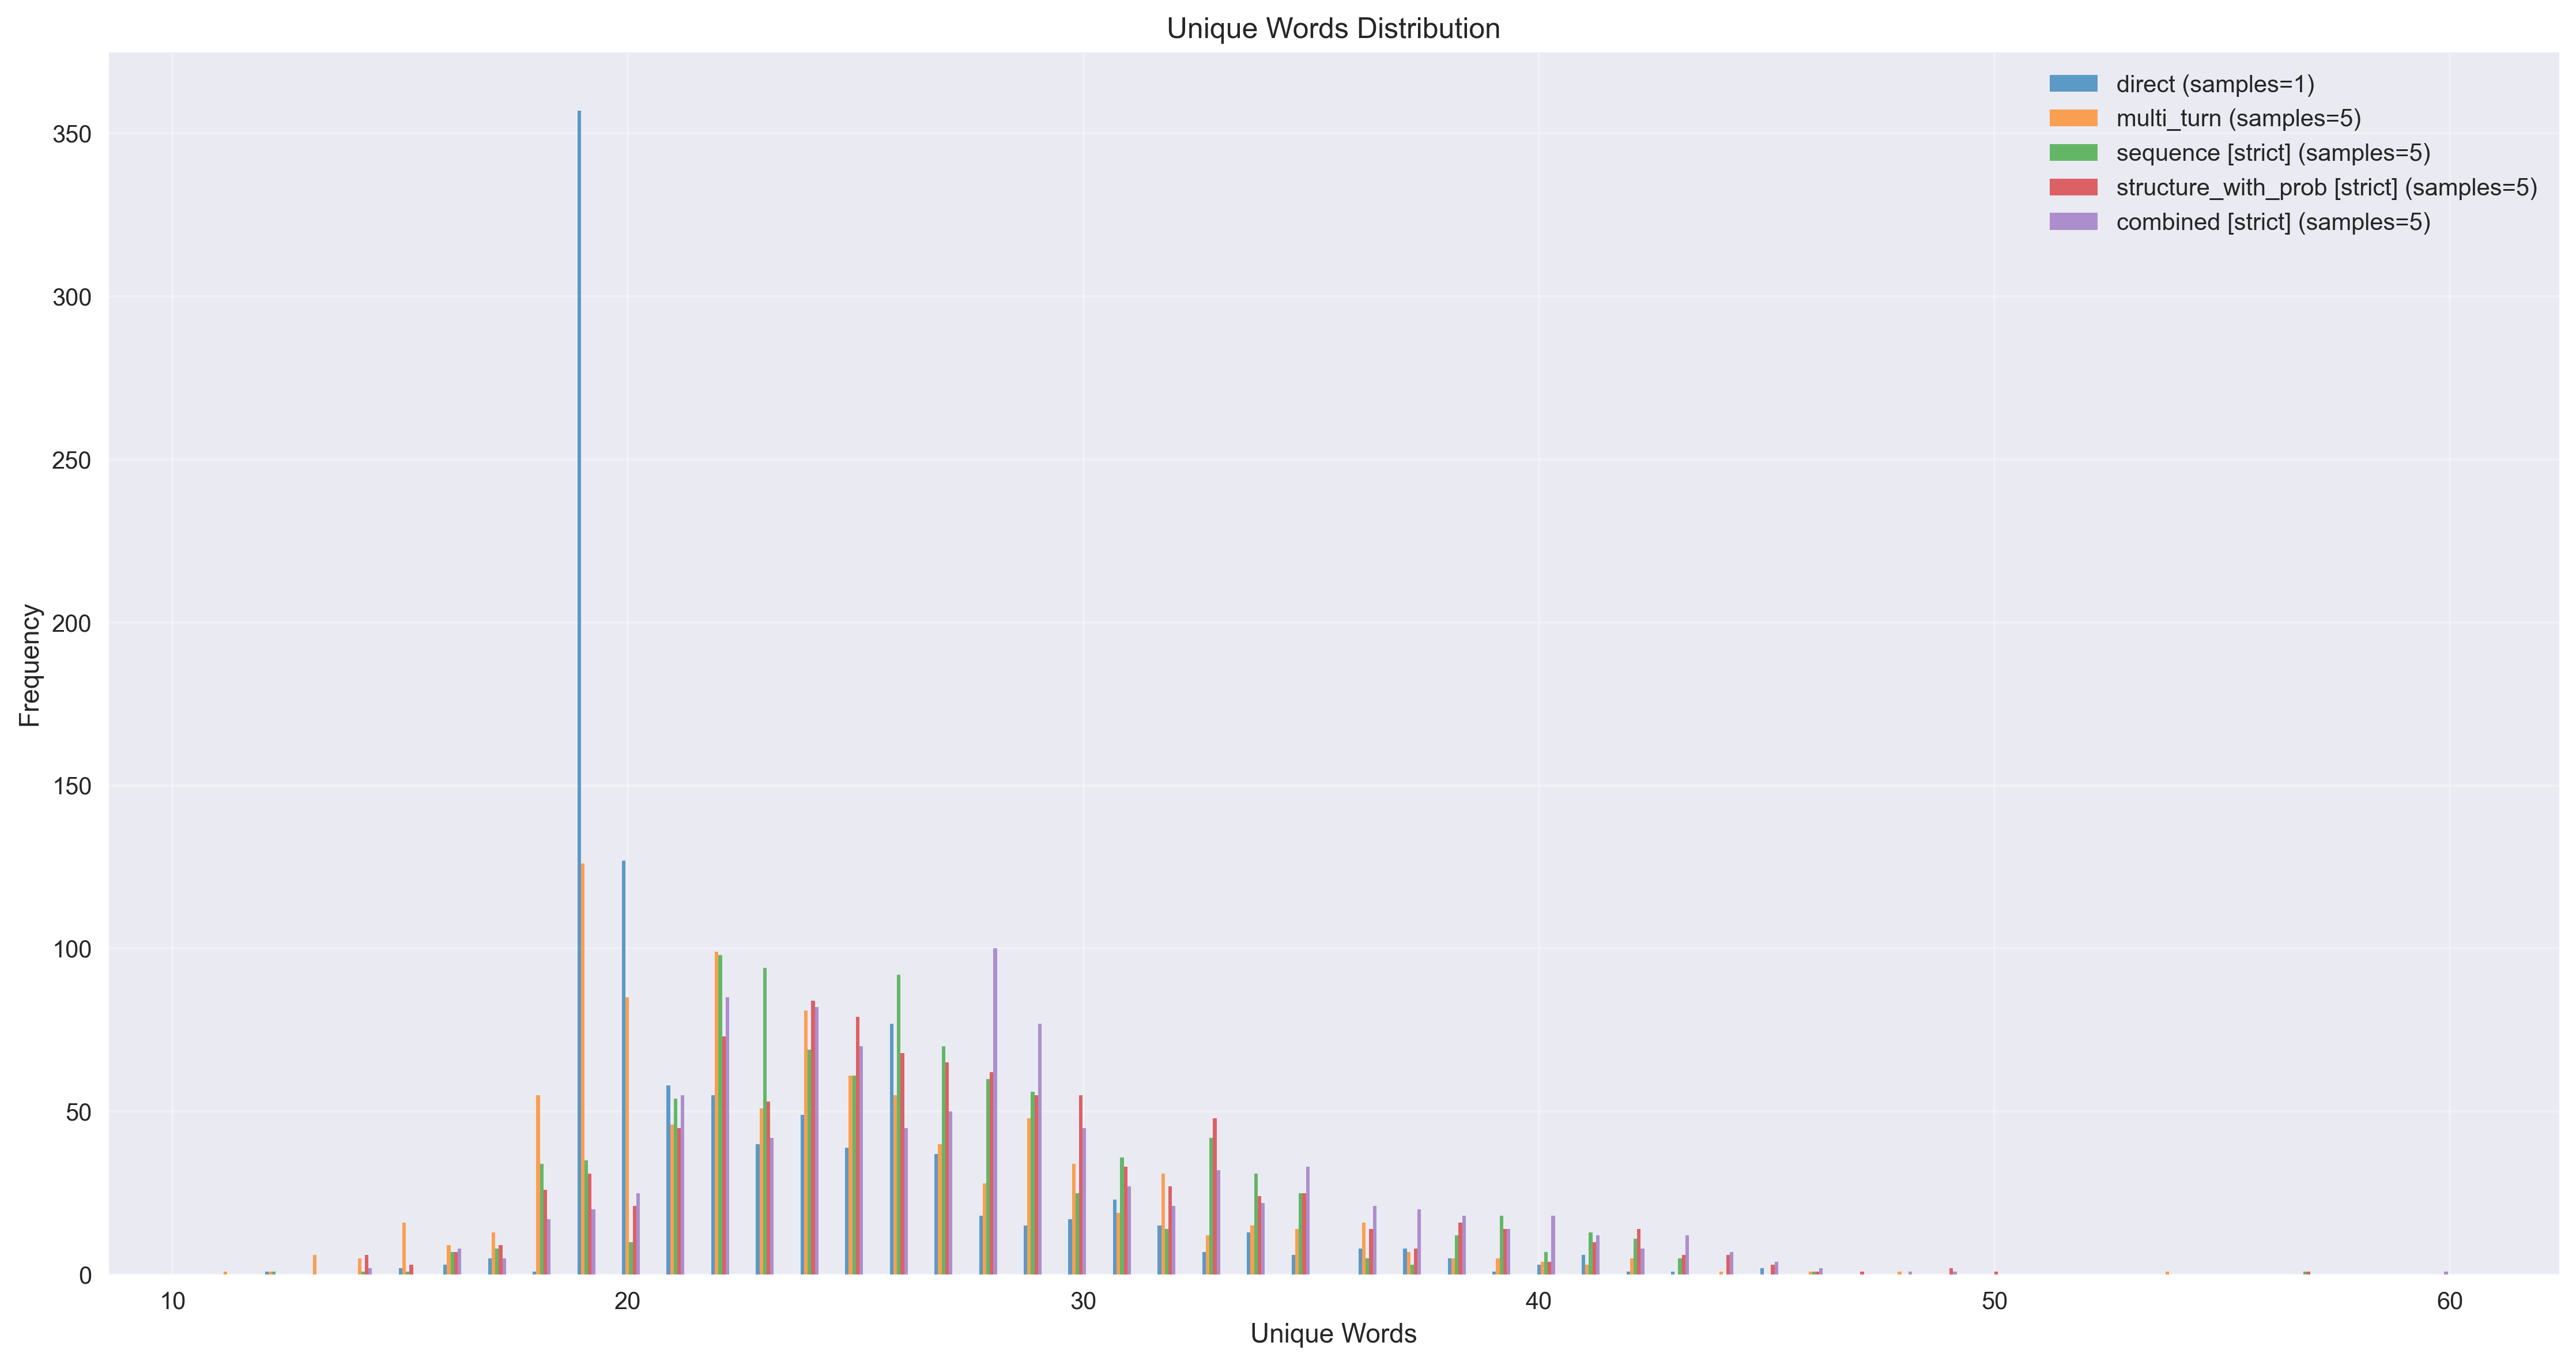 Unique Words Distribution
direct (samples=1)
multi_turn (samples=5)
sequence [strict] (samples=5)
structure_with_prob [strict] (samples=5)
combined [strict] (samples=5)
Frequency
350
300
250
200
150
100
50
0
10 20 30 40 50 60
Unique Words